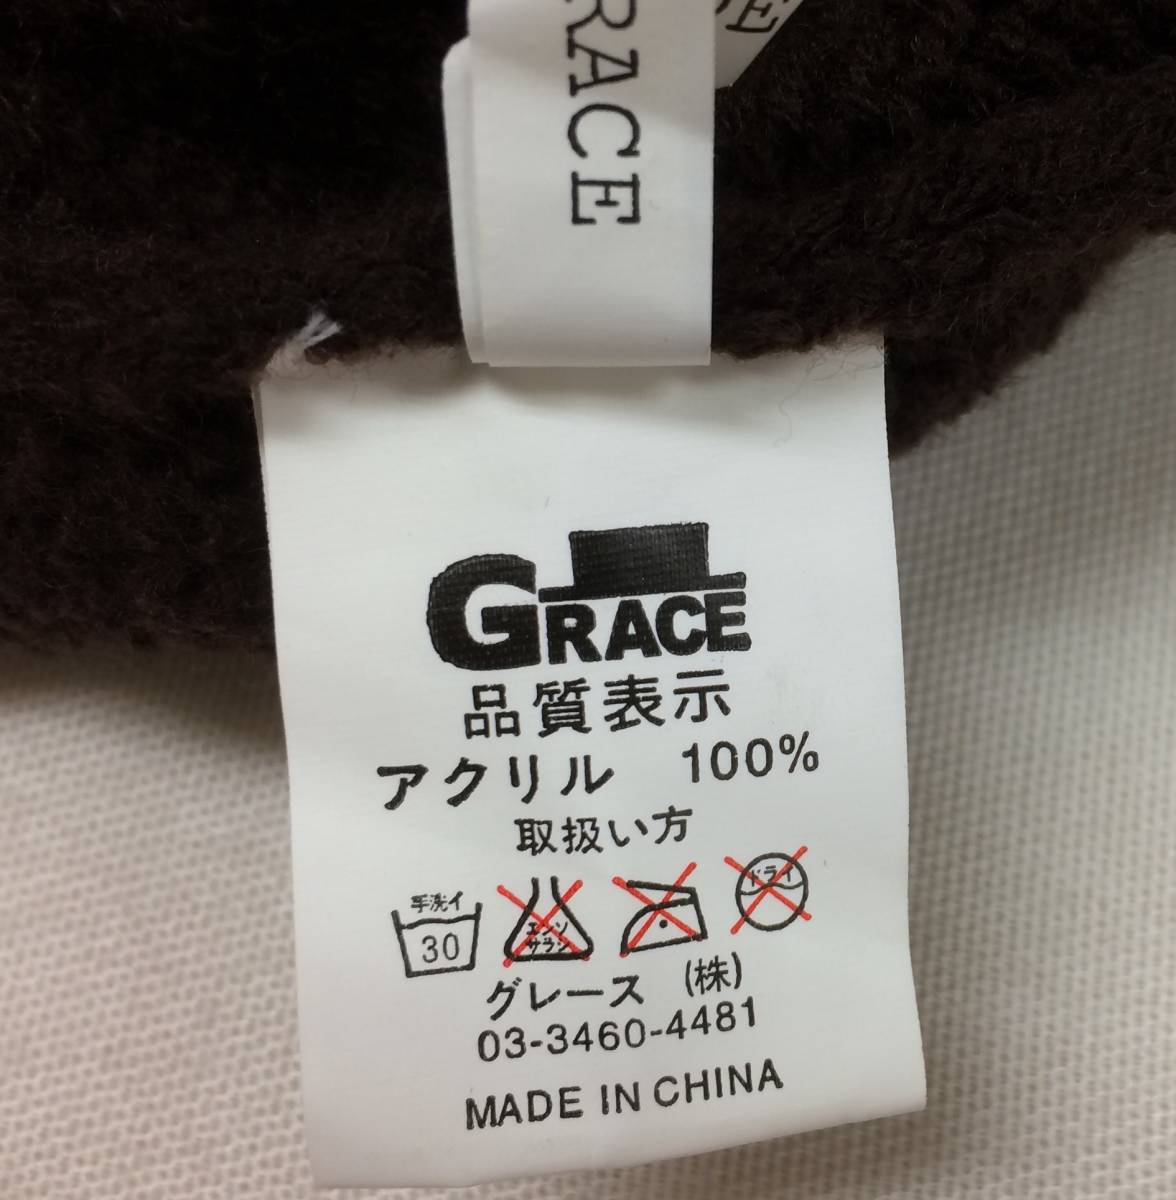 RACE
GRACE
品質表示
アクリル 100%
取扱い方
手洗イ
30
エンソ
サラシ
ドライ
グレース (株)
03-3460-4481
MADE IN CHINA